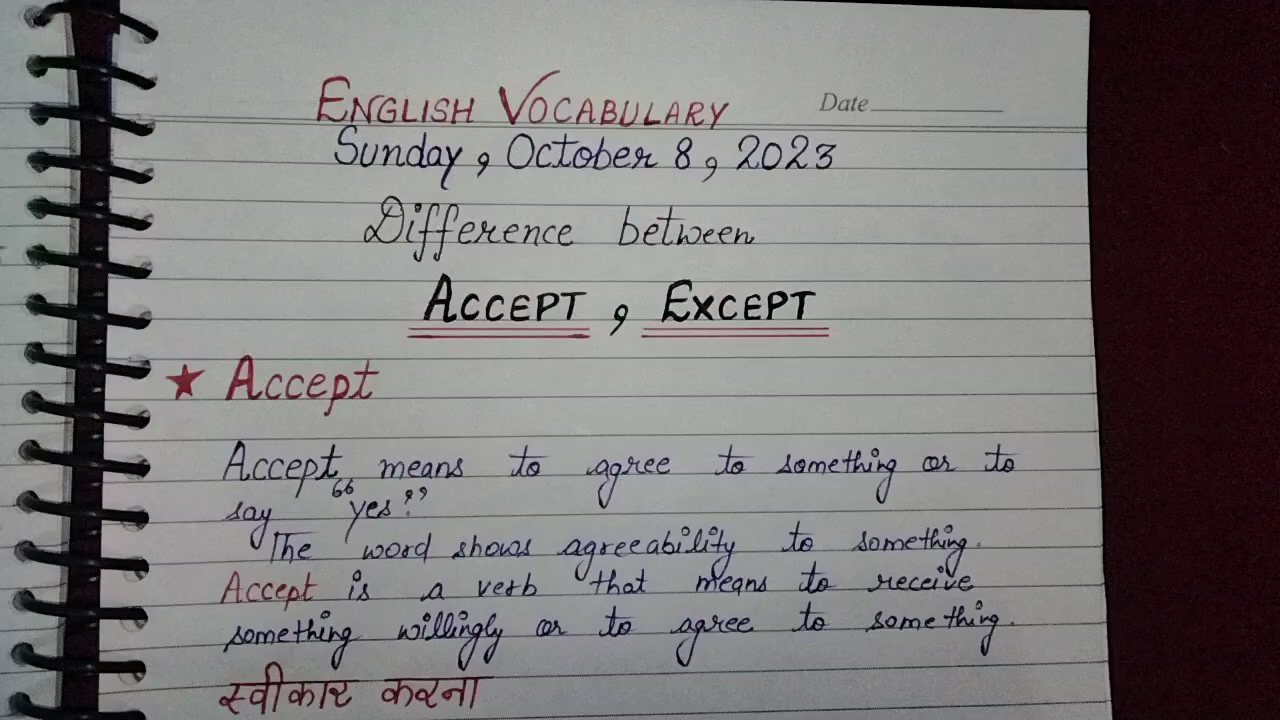 ENGLISH VOCABULARY
Date
Sunday, October 8, 2023
Difference between
ACCEPT, EXCEPT
★ Accept
Accept means to agree to something or to
say "yes."
The word shows agreeability to something.
Accept is a verb that means to receive
something willingly or to agree to something.
स्वीकार करना